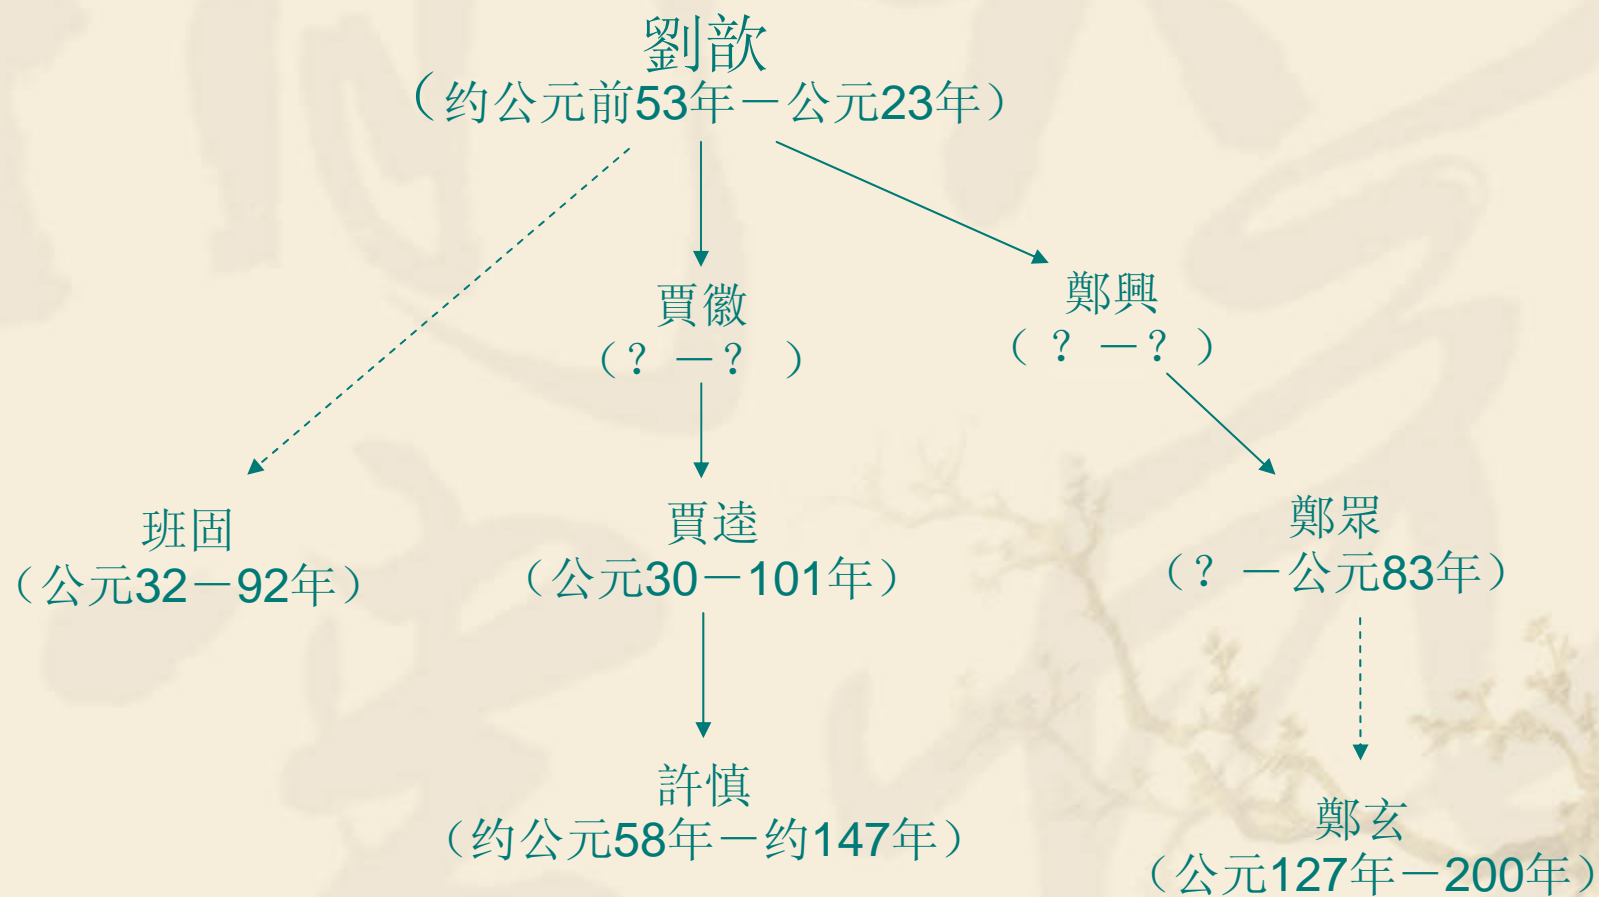 劉歆
（约公元前53年－公元23年）
賈徽
（？－？ ）
鄭興
（ ？－？ ）
班固
（公元32－92年）
賈逵
（公元30－101年）
鄭眾
（？－公元83年）
許慎
（约公元58年－约147年）
鄭玄
（公元127年－200年）